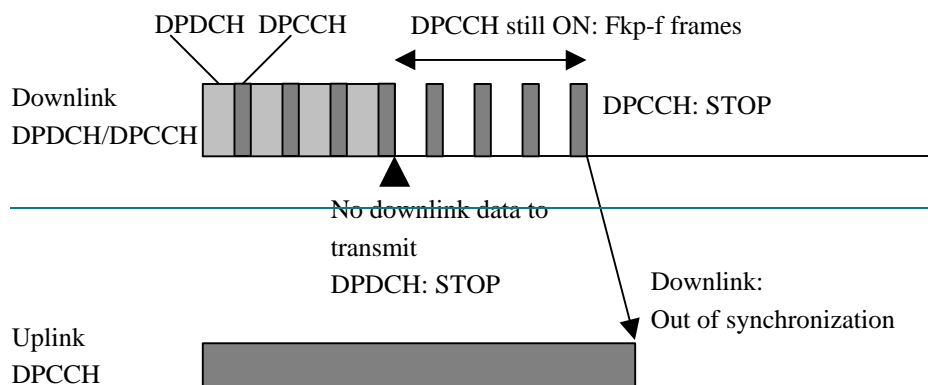 DPDCH DPCCH
DPCCH still ON: Fkp-f frames
Downlink
DPDCH/DPCCH
DPCCH: STOP
No downlink data to
transmit
DPDCH: STOP
Downlink:
Out of synchronization
Uplink
DPCCH